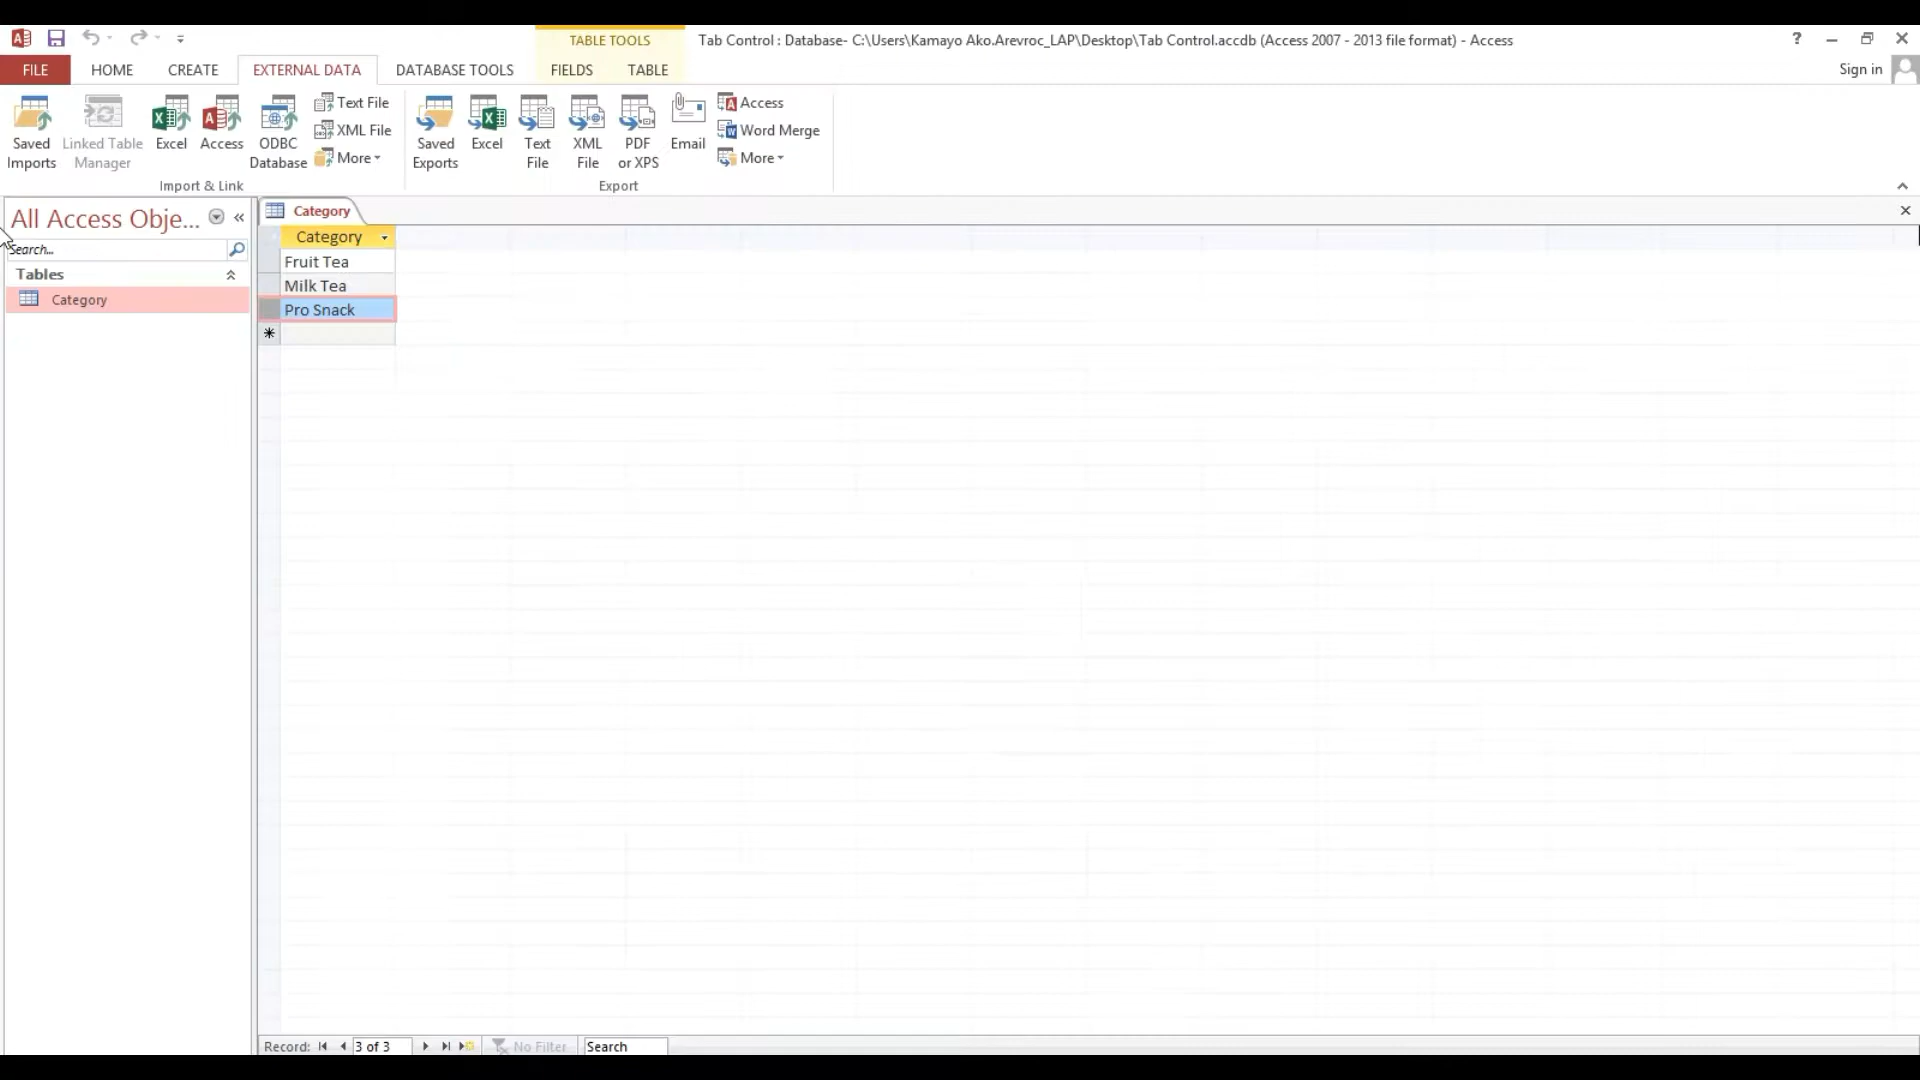 Tab Control : Database- C:\Users\Kamayo Ako.Arevroc_LAP\Desktop\Tab Control.accdb (Access 2007 - 2013 file format) - Access
TABLE TOOLS
?
FILE
HOME
CREATE
EXTERNAL DATA
DATABASE TOOLS
FIELDS
TABLE
Sign in
Saved
Imports
Linked Table
Manager
Excel
Access
ODBC
Database
Text File
XML File
More
Import & Link
Saved
Exports
Excel
Text
File
XML
File
PDF
or XPS
Email
Access
Word Merge
More
Export
All Access Obje...
Search...
Tables
Category
Category
Category
Fruit Tea
Milk Tea
Pro Snack
Record: 3 of 3 No Filter Search